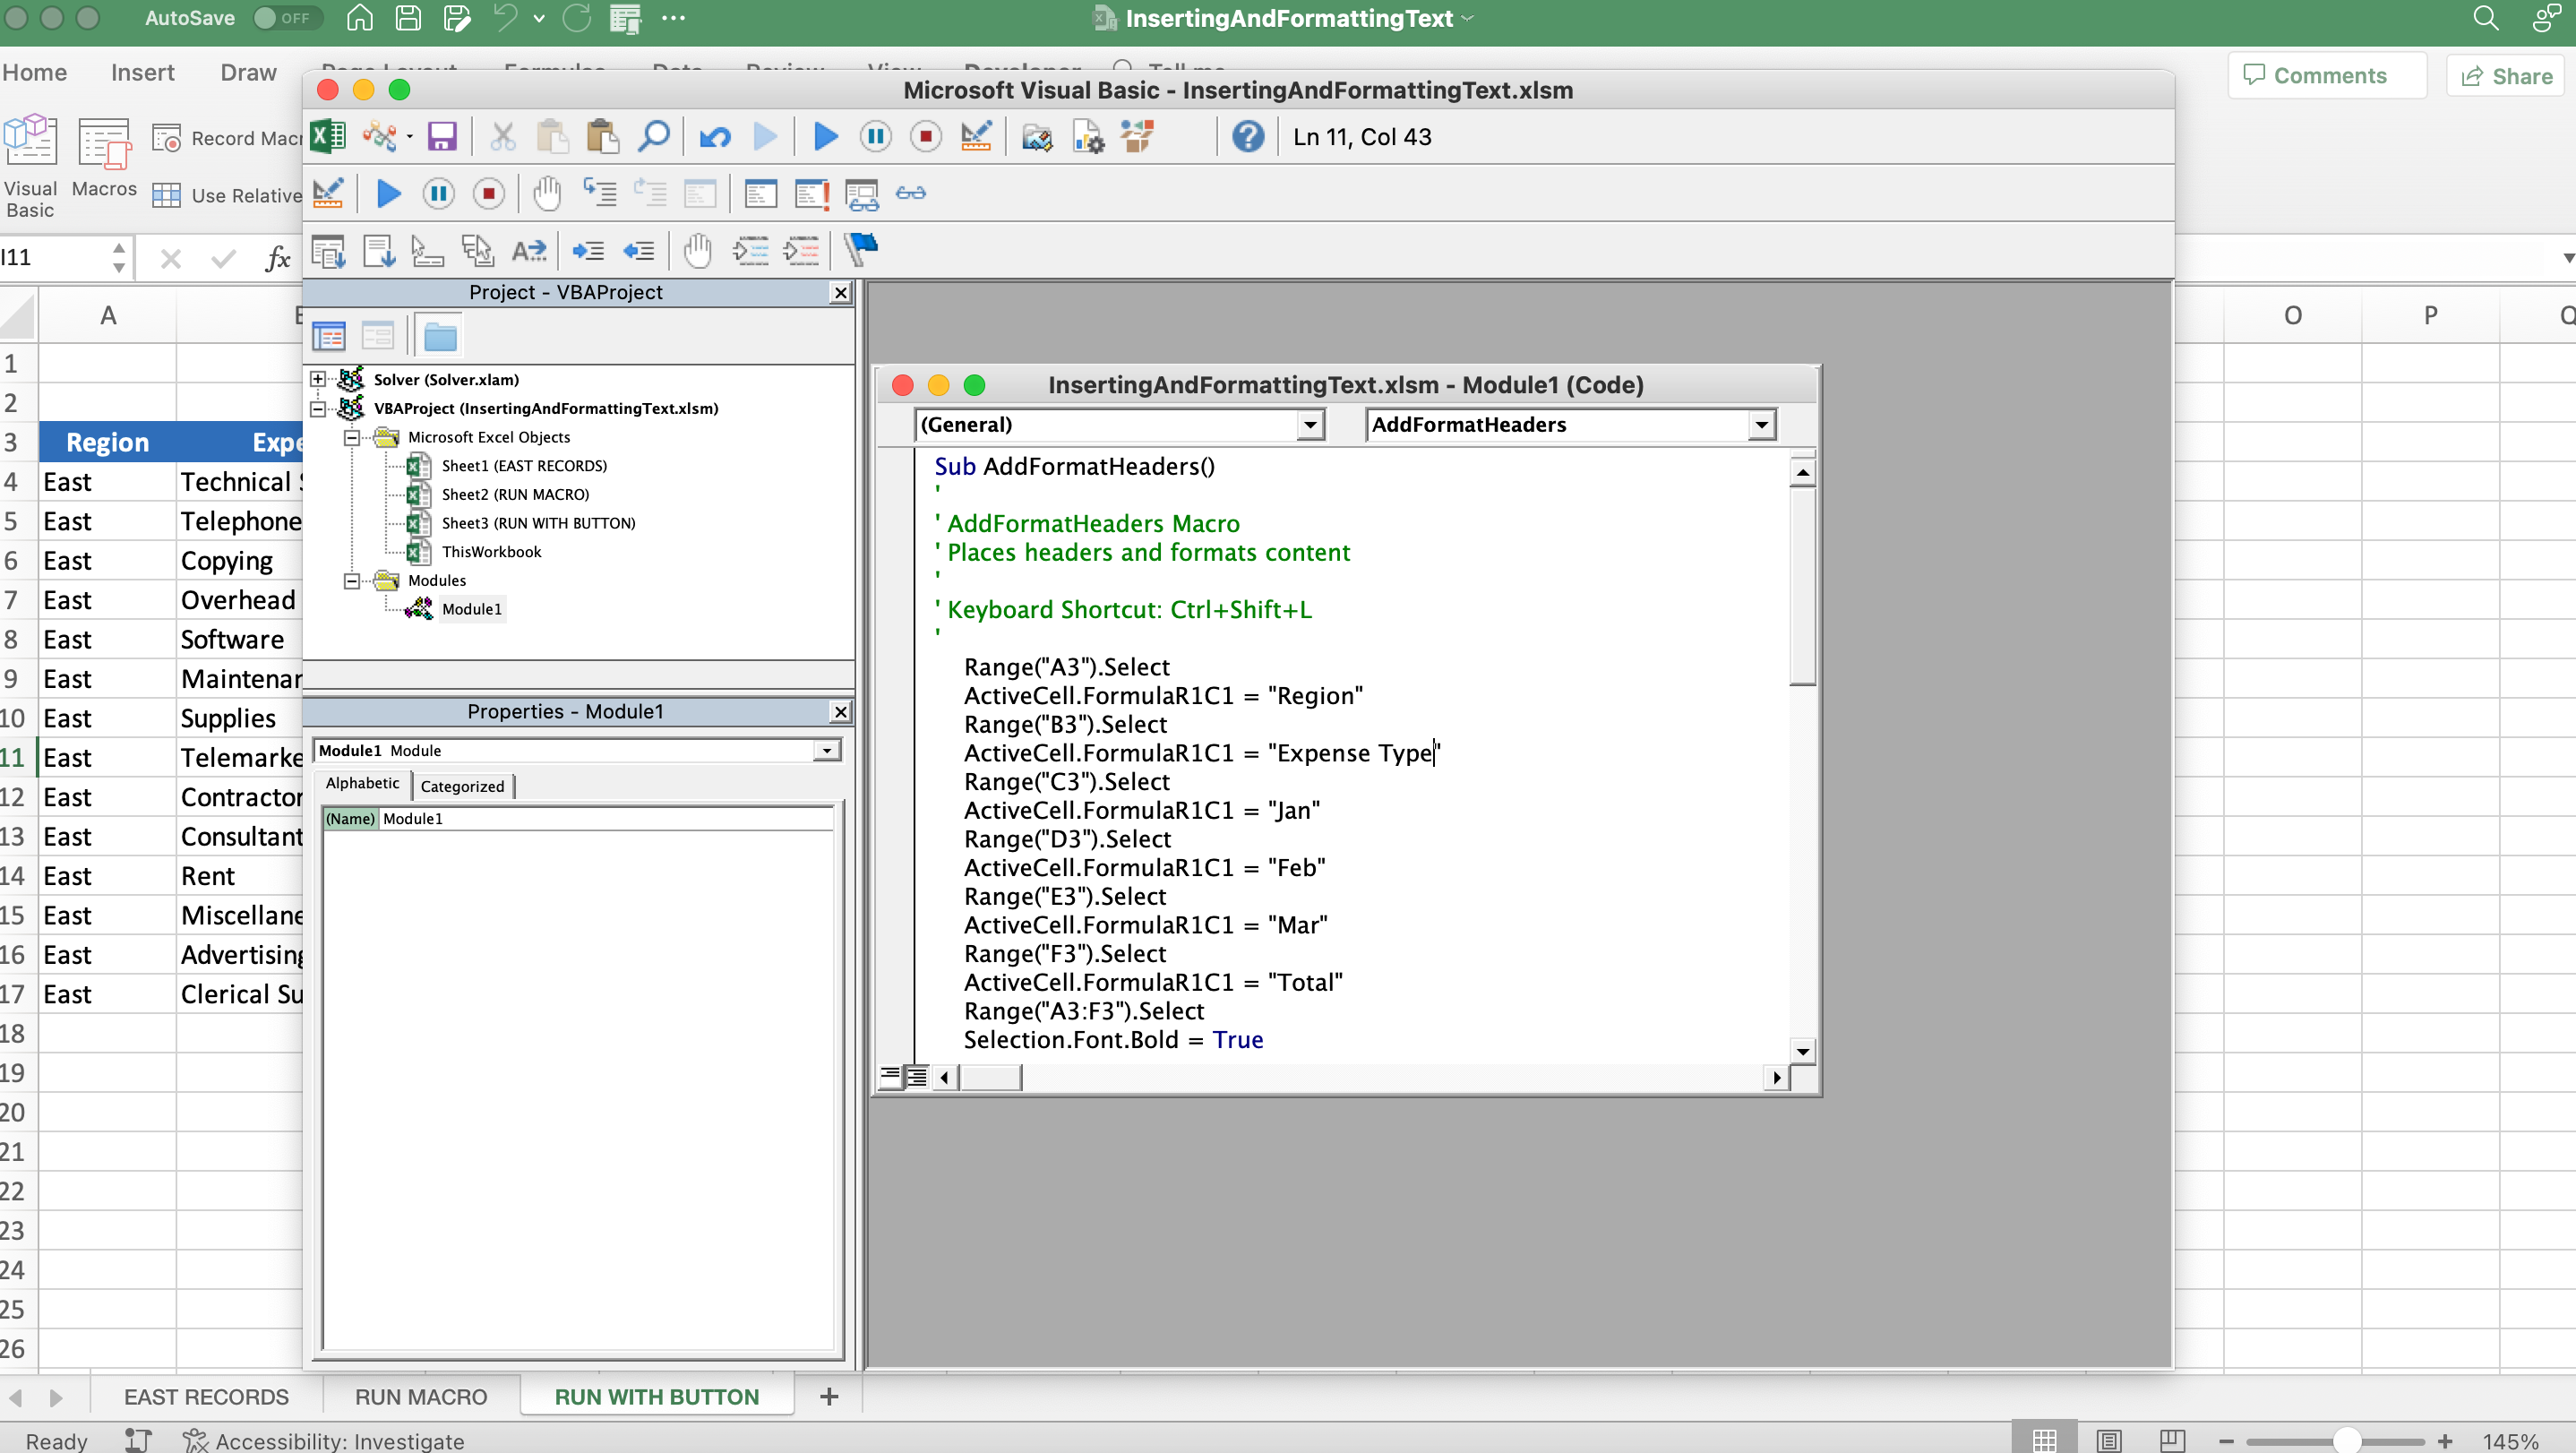 AutoSave OFF InsertingAndFormattingText
Home Insert Draw
Comments Share
Microsoft Visual Basic - InsertingAndFormattingText.xlsm
Record Macr
Visual Basic
Macros
Use Relative
Ln 11, Col 43
I11 fx
Project - VBAProject
Solver (Solver.xlam)
VBAProject (InsertingAndFormattingText.xlsm)
Microsoft Excel Objects
Sheet1 (EAST RECORDS)
Sheet2 (RUN MACRO)
Sheet3 (RUN WITH BUTTON)
ThisWorkbook
Modules
Module1
Properties - Module1
Module1 Module
Alphabetic Categorized
(Name) Module1
InsertingAndFormattingText.xlsm - Module1 (Code)
(General) AddFormatHeaders
Sub AddFormatHeaders()
'
' AddFormatHeaders Macro
' Places headers and formats content
'
' Keyboard Shortcut: Ctrl+Shift+L
'
Range("A3").Select
ActiveCell.FormulaR1C1 = "Region"
Range("B3").Select
ActiveCell.FormulaR1C1 = "Expense Type"
Range("C3").Select
ActiveCell.FormulaR1C1 = "Jan"
Range("D3").Select
ActiveCell.FormulaR1C1 = "Feb"
Range("E3").Select
ActiveCell.FormulaR1C1 = "Mar"
Range("F3").Select
ActiveCell.FormulaR1C1 = "Total"
Range("A3:F3").Select
Selection.Font.Bold = True
A O P Q
1
2
3 Region Expe
4 East Technical S
5 East Telephone
6 East Copying
7 East Overhead
8 East Software
9 East Maintenan
10 East Supplies
11 East Telemarke
12 East Contractor
13 East Consultant
14 East Rent
15 East Miscellane
16 East Advertising
17 East Clerical Su
18
19
20
21
22
23
24
25
26
EAST RECORDS RUN MACRO RUN WITH BUTTON +
Ready Accessibility: Investigate 145%